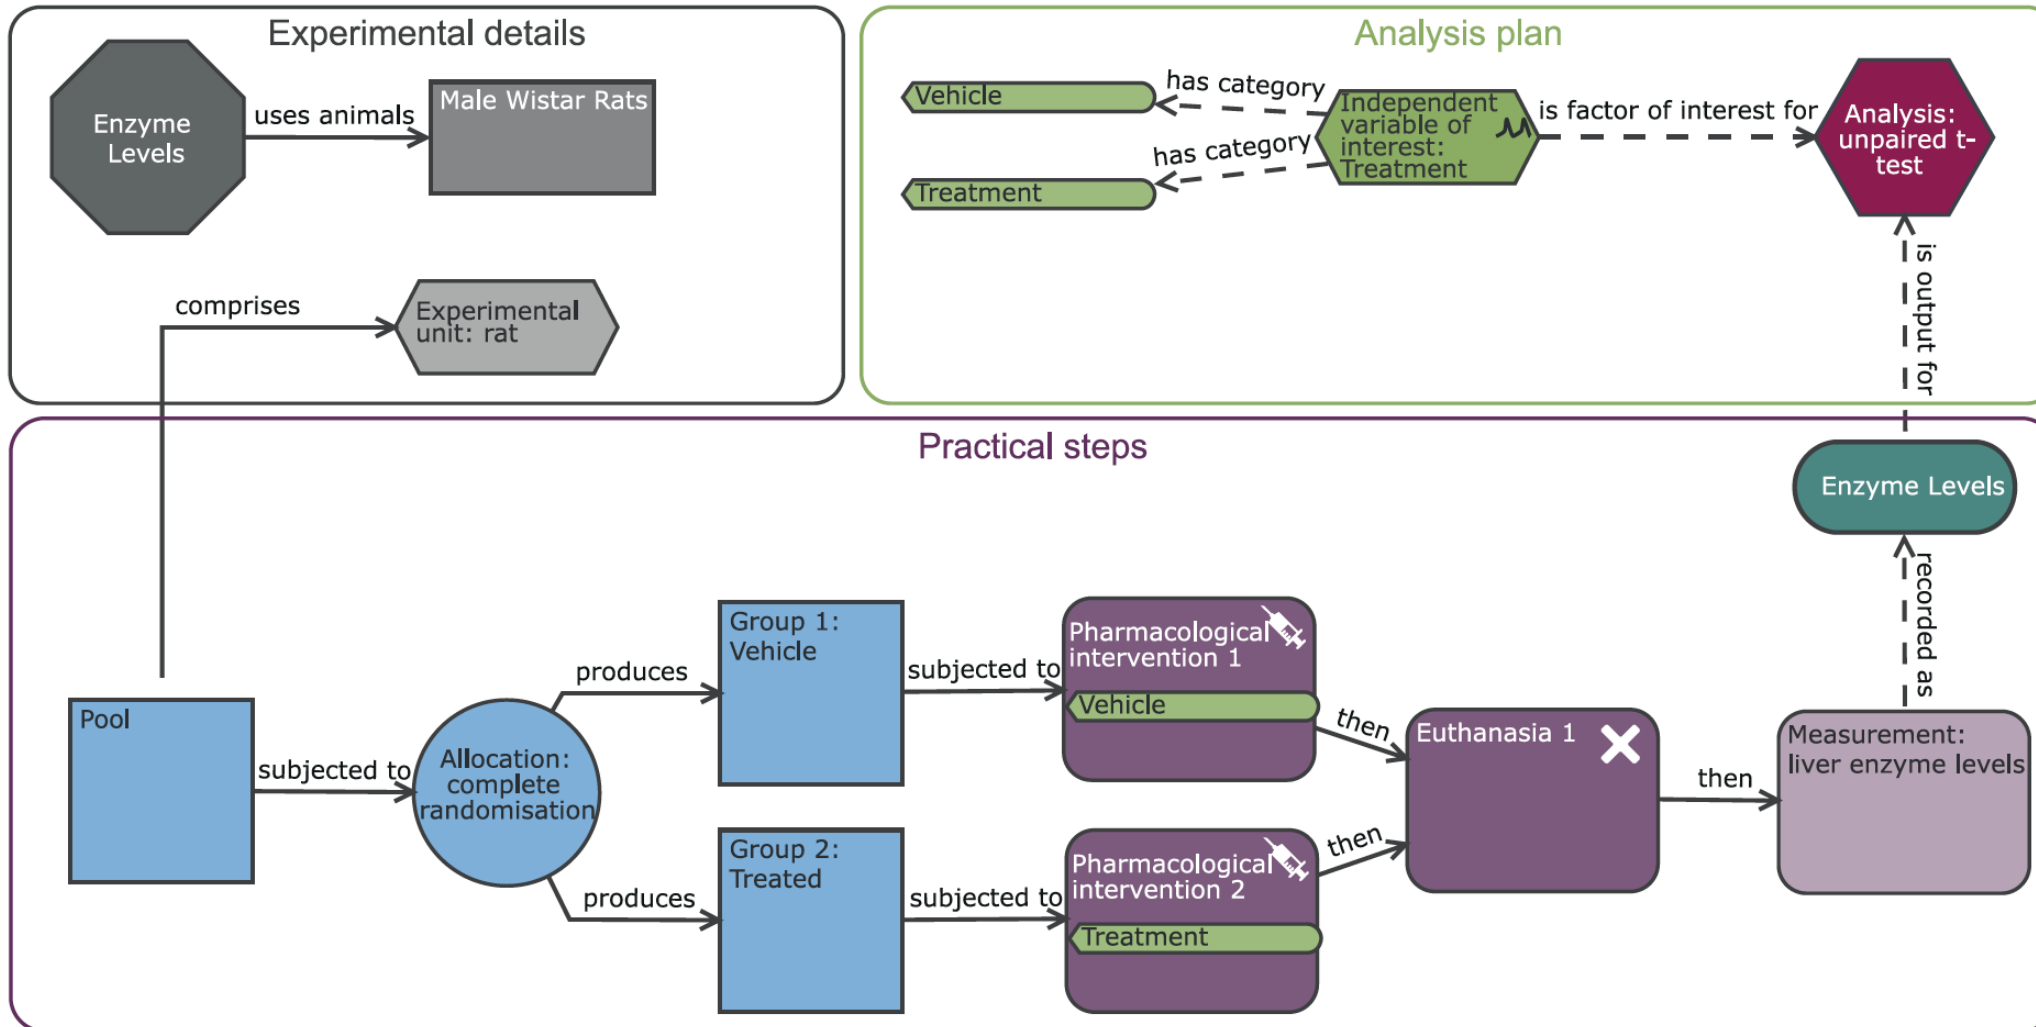 Experimental details
Enzyme
Levels
uses animals
Male Wistar Rats
comprises
Experimental
unit: rat
Analysis plan
Vehicle
has category
Treatment
has category
Independent
variable of
interest:
Treatment
is factor of interest for
Analysis:
unpaired t-
test
is output for
Practical steps
Enzyme Levels
recorded as
Pool
subjected to
Allocation:
complete
randomisation
produces
Group 1:
Vehicle
subjected to
Pharmacological
intervention 1
Vehicle
then
produces
Group 2:
Treated
subjected to
Pharmacological
intervention 2
Treatment
then
Euthanasia 1
then
Measurement:
liver enzyme levels